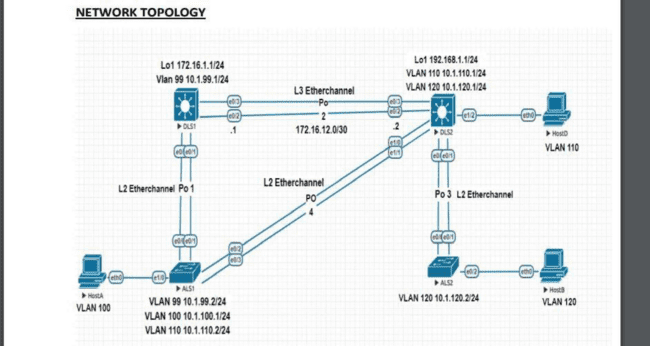 NETWORK TOPOLOGY
Lo1 172.16.1.1/24
Vlan 99 10.1.99.1/24
Lo1 192.168.1.1/24
VLAN 110 10.1.110.1/24
VLAN 120 10.1.120.1/24
L3 Etherchannel
Po
2
172.16.12.0/30
e0/3
e0/2
e0/3
e0/2
.1
.2
DLS1
DLS2
e1/2
eth0
HostD
VLAN 110
e0/0
e0/1
e1/0
e1/1
e0/0
e0/1
L2 Etherchannel Po 1
L2 Etherchannel
PO
4
Po 3 L2 Etherchannel
e0/0
e0/1
e0/2
e0/3
e0/0
e0/1
HostA
VLAN 100
eth0
e1/0
ALS1
VLAN 99 10.1.99.2/24
VLAN 100 10.1.100.1/24
VLAN 110 10.1.110.2/24
ALS2
VLAN 120 10.1.120.2/24
e0/2
eth0
HostB
VLAN 120